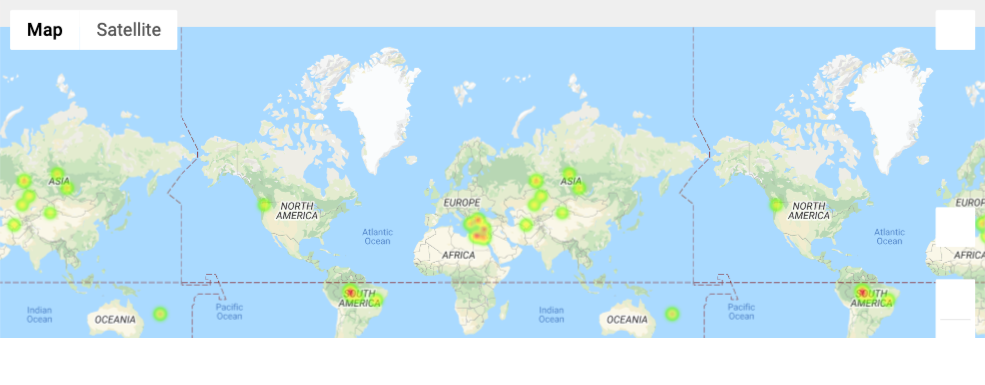 Map Satellite
ASIA
NORTH
AMERICA
EUROPE
ASIA
NORTH
AMERICA
EUROP
Atlantic
Ocean
Atlantic
Ocean
AFRICA
AFRICA
SOUTH
AMERICA
SOUTH
AMERICA
Indian
Ocean
OCEANIA
Pacific
Ocean
Indian
Ocean
OCEANIA
Pacific
Ocean